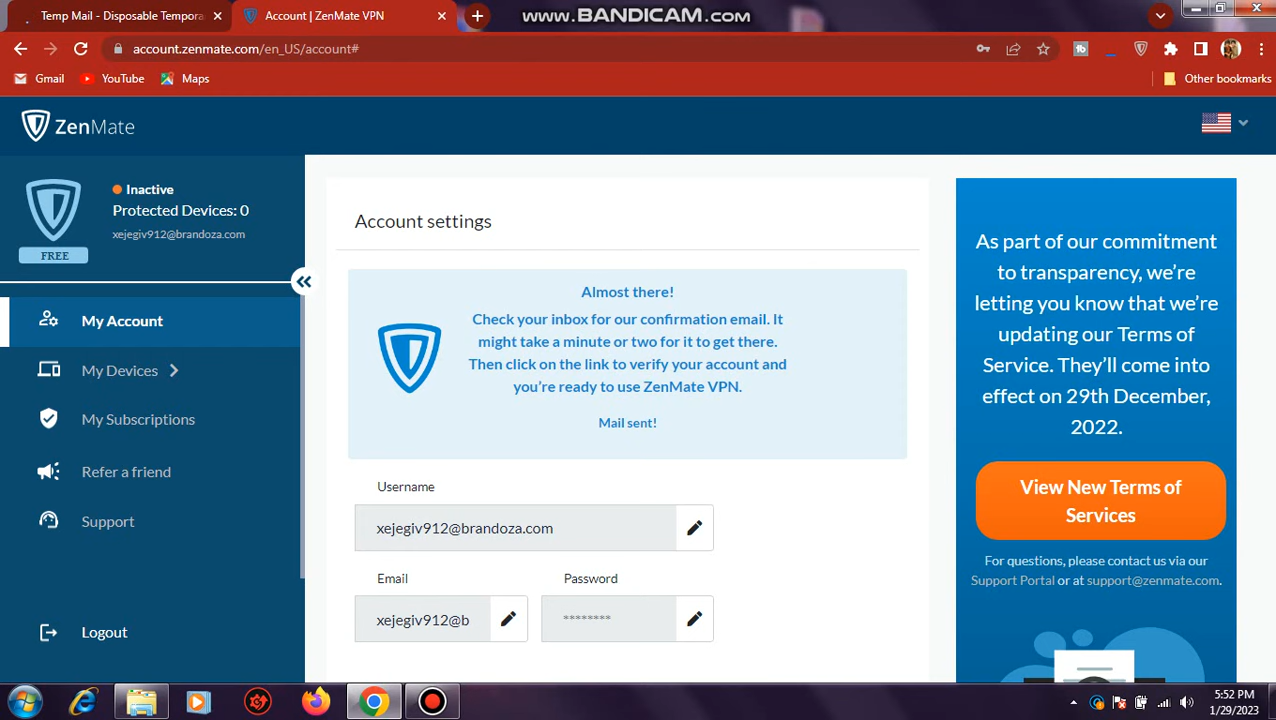 Temp Mail - Disposable Tempora
Account | ZenMate VPN
WWW.BANDICAM.COM
account.zenmate.com/en_US/account#
Gmail
YouTube
Maps
Other bookmarks
ZenMate
Inactive
Protected Devices: 0
xejegiv912@brandoza.com
FREE
My Account
My Devices
My Subscriptions
Refer a friend
Support
Logout
Account settings
Almost there!
Check your inbox for our confirmation email. It
might take a minute or two for it to get there.
Then click on the link to verify your account and
you're ready to use ZenMate VPN.
Mail sent!
Username
xejegiv912@brandoza.com
Email
Password
xejegiv912@b
********
As part of our commitment
to transparency, we're
letting you know that we're
updating our Terms of
Service. They'll come into
effect on 29th December,
2022.
View New Terms of
Services
For questions, please contact us via our
Support Portal or at support@zenmate.com.
5:52 PM
1/29/2023